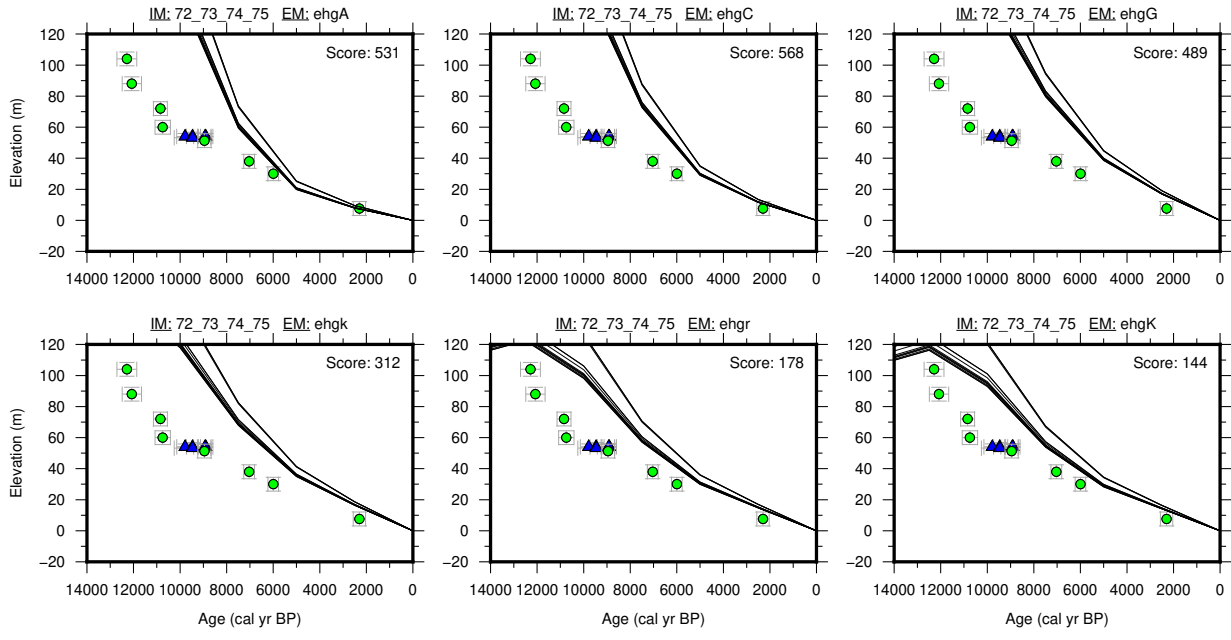 IM: 72_73_74_75 EM: ehgA
IM: 72_73_74_75 EM: ehgC
IM: 72_73_74_75 EM: ehgG
120
100
80
60
40
20
0
−20
Elevation (m)
Score: 531
Score: 568
Score: 489
14000 12000 10000 8000 6000 4000 2000 0
14000 12000 10000 8000 6000 4000 2000 0
14000 12000 10000 8000 6000 4000 2000 0
120
100
80
60
40
20
0
−20
120
100
80
60
40
20
0
−20
IM: 72_73_74_75 EM: ehgk
IM: 72_73_74_75 EM: ehgr
IM: 72_73_74_75 EM: ehgK
120
100
80
60
40
20
0
−20
Elevation (m)
Score: 312
Score: 178
Score: 144
14000 12000 10000 8000 6000 4000 2000 0
14000 12000 10000 8000 6000 4000 2000 0
14000 12000 10000 8000 6000 4000 2000 0
120
100
80
60
40
20
0
−20
120
100
80
60
40
20
0
−20
Age (cal yr BP)
Age (cal yr BP)
Age (cal yr BP)